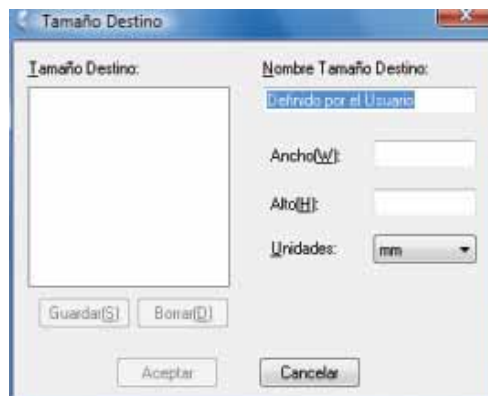 Tamaño Destino
Tamaño Destino:
Nombre Tamaño Destino:
Definido por el Usuario
Ancho(W):
Alto(H):
Unidades:
mm
Guardar(S)
Borrar(D)
Aceptar
Cancelar